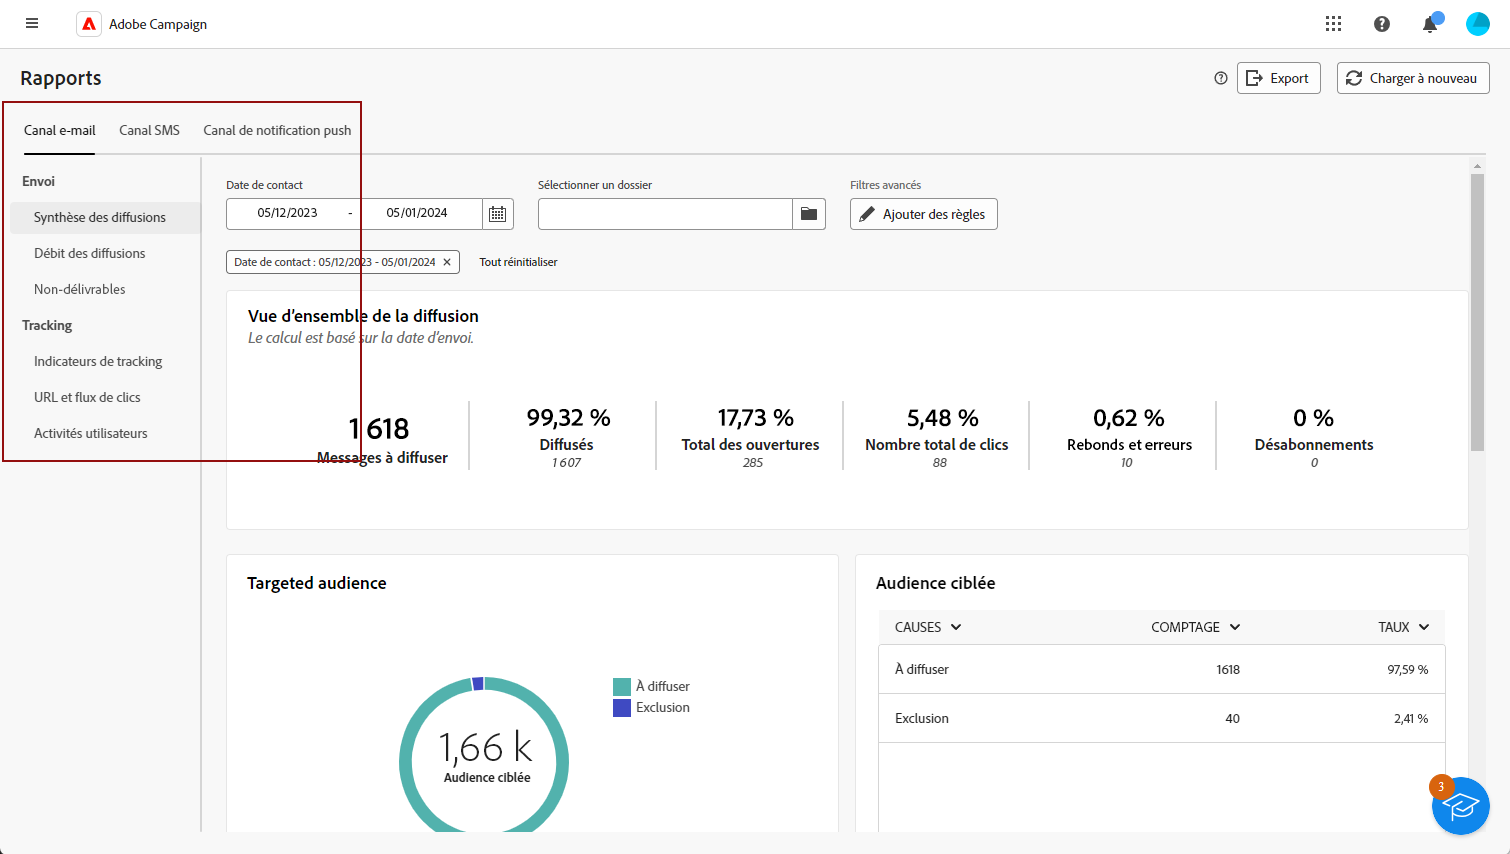 Adobe Campaign
Rapports
Export
Charger à nouveau
Canal e-mail
Canal SMS
Canal de notification push
Envoi
Synthèse des diffusions
Débit des diffusions
Non-délivrables
Tracking
Indicateurs de tracking
URL et flux de clics
Activités utilisateurs
Date de contact
05/12/2023 - 05/01/2024
Sélectionner un dossier
Filtres avancés
Ajouter des règles
Date de contact : 05/12/2023 - 05/01/2024
Tout réinitialiser
Vue d’ensemble de la diffusion
Le calcul est basé sur la date d’envoi.
1 618
Messages à diffuser
99,32 %
Diffusés
1 607
17,73 %
Total des ouvertures
285
5,48 %
Nombre total de clics
88
0,62 %
Rebonds et erreurs
10
0 %
Désabonnements
0
Targeted audience
À diffuser
Exclusion
1,66 k
Audience ciblée
Audience ciblée
CAUSES COMPTAGE TAUX
À diffuser 1618 97,59 %
Exclusion 40 2,41 %
3